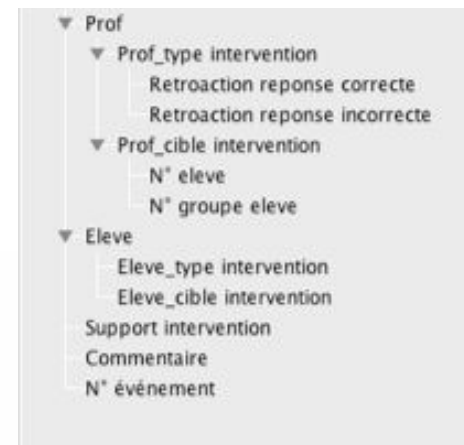 Prof
Prof_type intervention
Retroaction reponse correcte
Retroaction reponse incorrecte
Prof_cible intervention
N° eleve
N° groupe eleve
Eleve
Eleve_type intervention
Eleve_cible intervention
Support intervention
Commentaire
N° événement